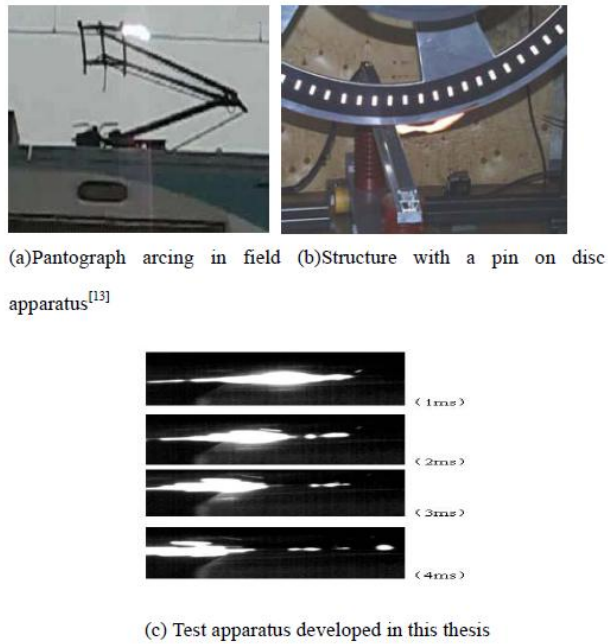 (a)Pantograph arcing in field (b)Structure with a pin on disc
apparatus[13]
(1ms)
(2ms)
(3ms)
(4ms)
(c) Test apparatus developed in this thesis